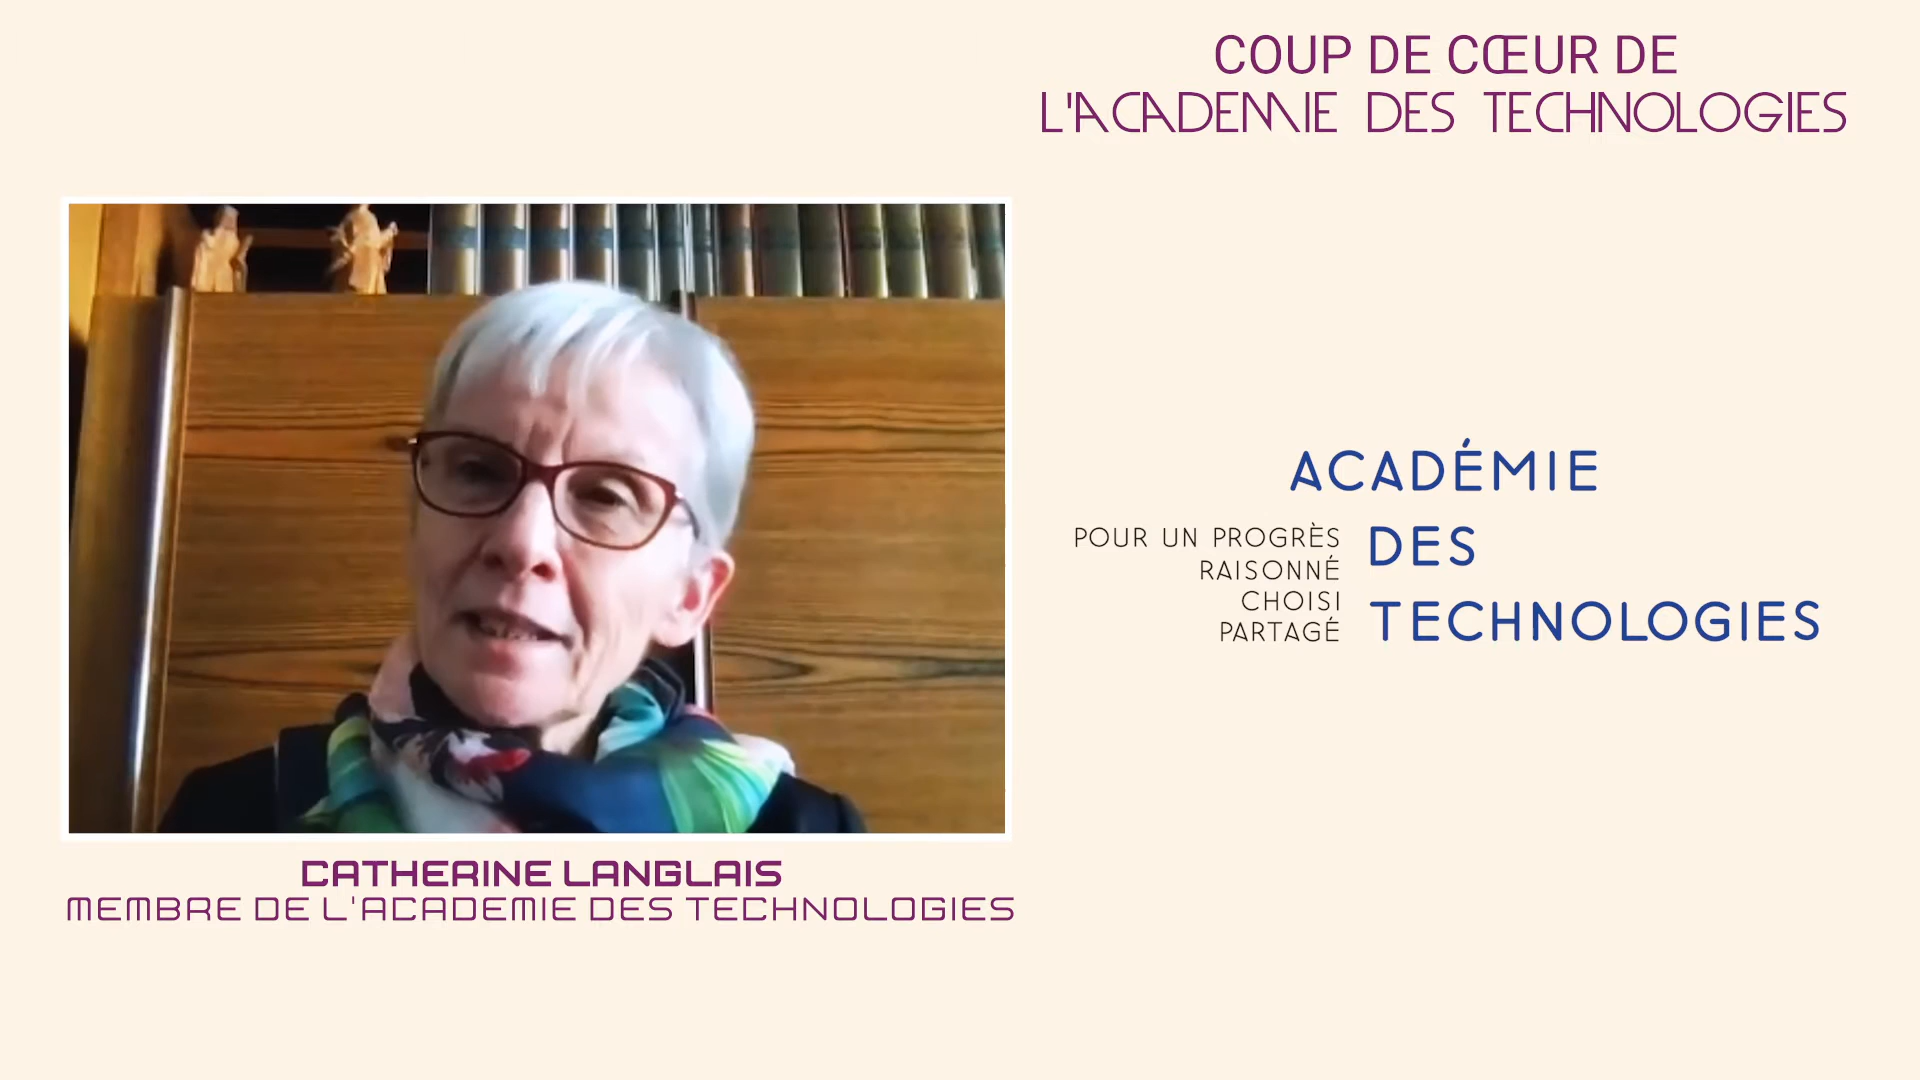 COUP DE CŒUR DE
L'ACADEMIE DES TECHNOLOGIES
CATHERINE LANGLAIS
MEMBRE DE L'ACADEMIE DES TECHNOLOGIES
ACADÉMIE
DES
TECHNOLOGIES
POUR UN PROGRÈS
RAISONNÉ
CHOISI
PARTAGÉ